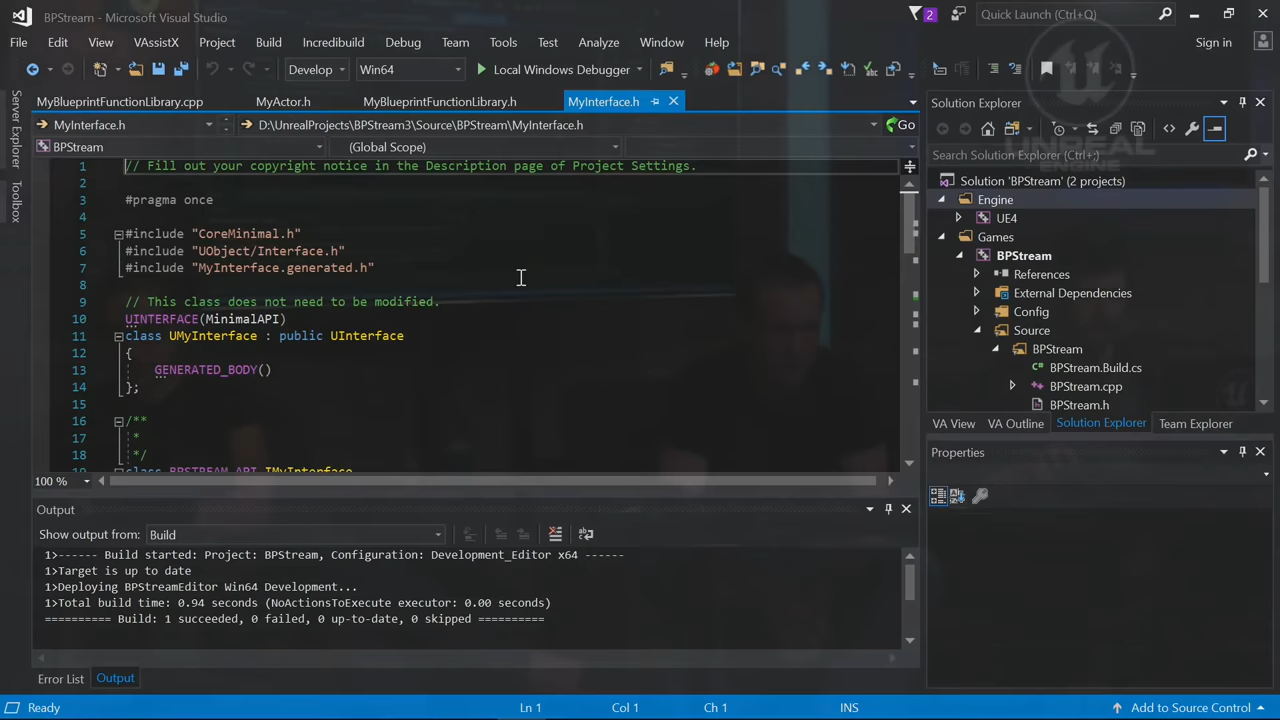 BPStream - Microsoft Visual Studio
2
Quick Launch (Ctrl+Q)
File Edit View VAssistX Project Build Incredibuild Debug Team Tools Test Analyze Window Help
Sign in
Develop Win64 Local Windows Debugger
Server Explorer
Toolbox
MyBlueprintFunctionLibrary.cpp MyActor.h MyBlueprintFunctionLibrary.h MyInterface.h
MyInterface.h D:\UnrealProjects\BPStream3\Source\BPStream\MyInterface.h Go
BPStream (Global Scope)
1 // Fill out your copyright notice in the Description page of Project Settings.
2
3 #pragma once
4
5 #include "CoreMinimal.h"
6 #include "UObject/Interface.h"
7 #include "MyInterface.generated.h"
8
9 // This class does not need to be modified.
10 UINTERFACE(MinimalAPI)
11 class UMyInterface : public UInterface
12 {
13 GENERATED_BODY()
14 };
15
16 /**
17 *
18 */
19 class BPSTREAM_API IMyInterface
100 %
Output
Show output from: Build
1>------ Build started: Project: BPStream, Configuration: Development_Editor x64 ------
1>Target is up to date
1>Deploying BPStreamEditor Win64 Development...
1>Total build time: 0.94 seconds (NoActionsToExecute executor: 0.00 seconds)
========== Build: 1 succeeded, 0 failed, 0 up-to-date, 0 skipped ==========
Error List Output
Solution Explorer
Search Solution Explorer (Ctrl+;)
Solution 'BPStream' (2 projects)
Engine
UE4
Games
BPStream
References
External Dependencies
Config
Source
BPStream
BPStream.Build.cs
BPStream.cpp
BPStream.h
VA View VA Outline Solution Explorer Team Explorer
Properties
UNREAL
ENGINE
Ready Ln 1 Col 1 Ch 1 INS Add to Source Control